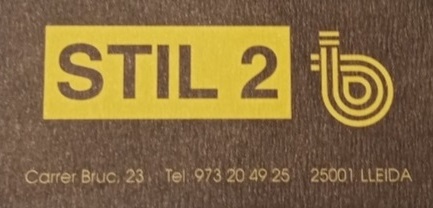 STIL 2 b
Carrer Bruc, 23 Tel. 973 20 49 25 25001 LLEIDA